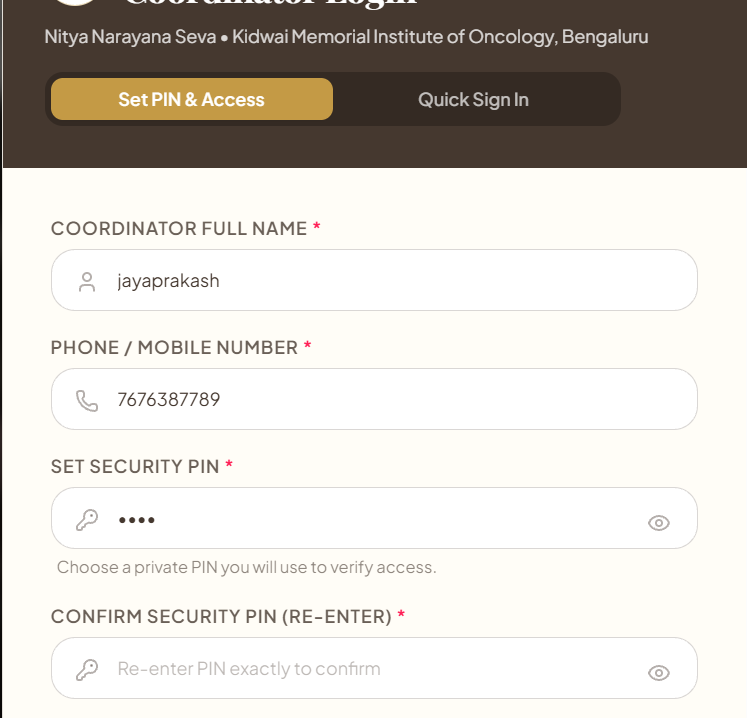 Coordinator Login
Nitya Narayana Seva • Kidwai Memorial Institute of Oncology, Bengaluru
Set PIN & Access
Quick Sign In
COORDINATOR FULL NAME *
jayaprakash
PHONE / MOBILE NUMBER *
7676387789
SET SECURITY PIN *
••••
Choose a private PIN you will use to verify access.
CONFIRM SECURITY PIN (RE-ENTER) *
Re-enter PIN exactly to confirm